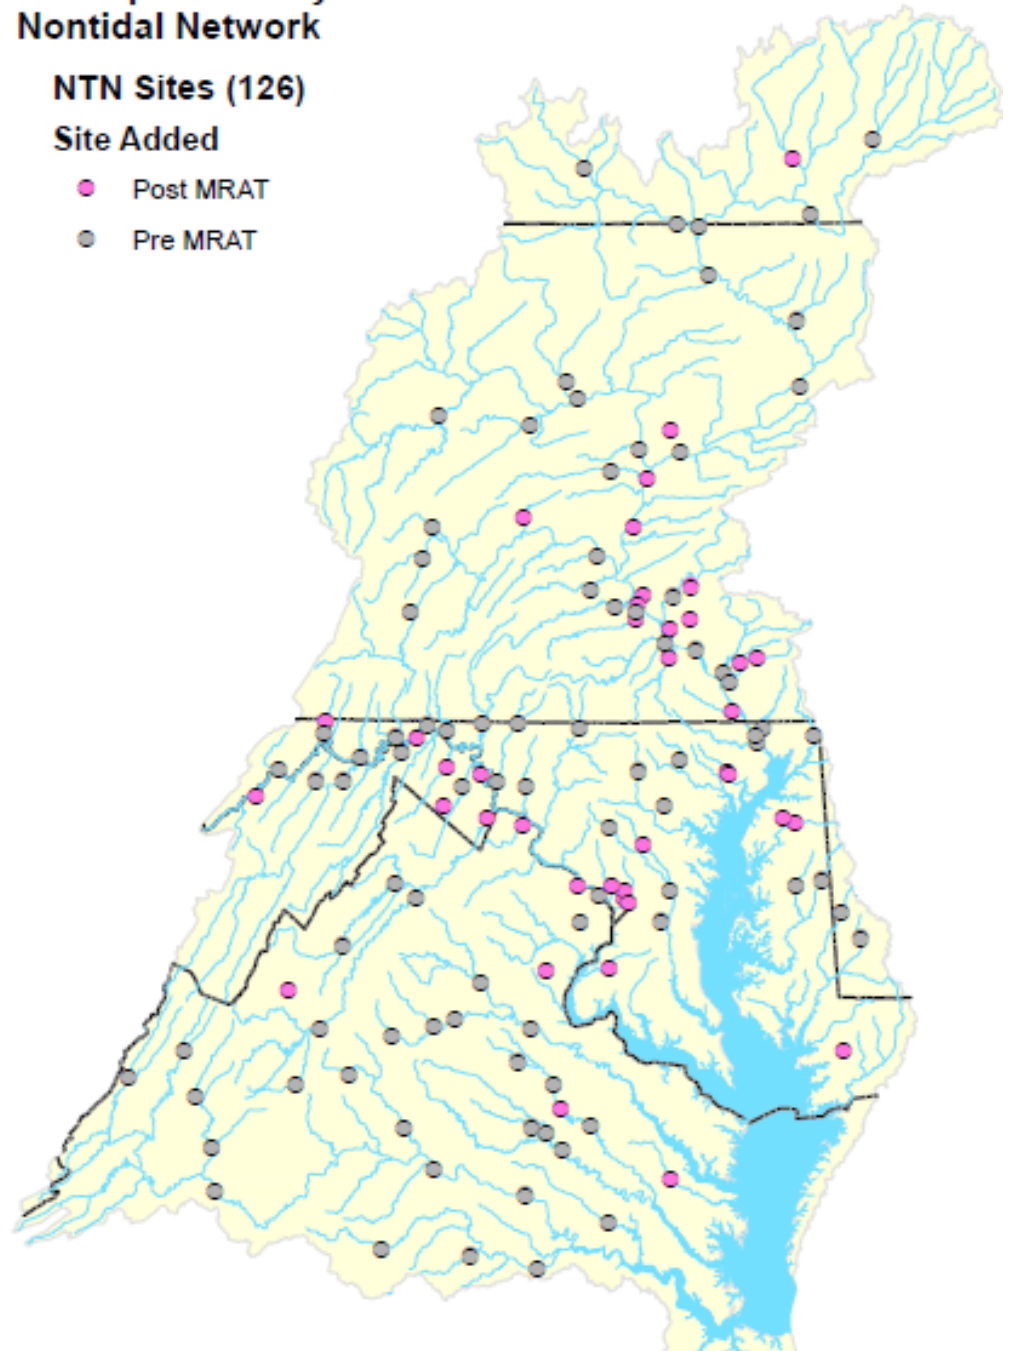 Nontidal Network
NTN Sites (126)
Site Added
Post MRAT
Pre MRAT